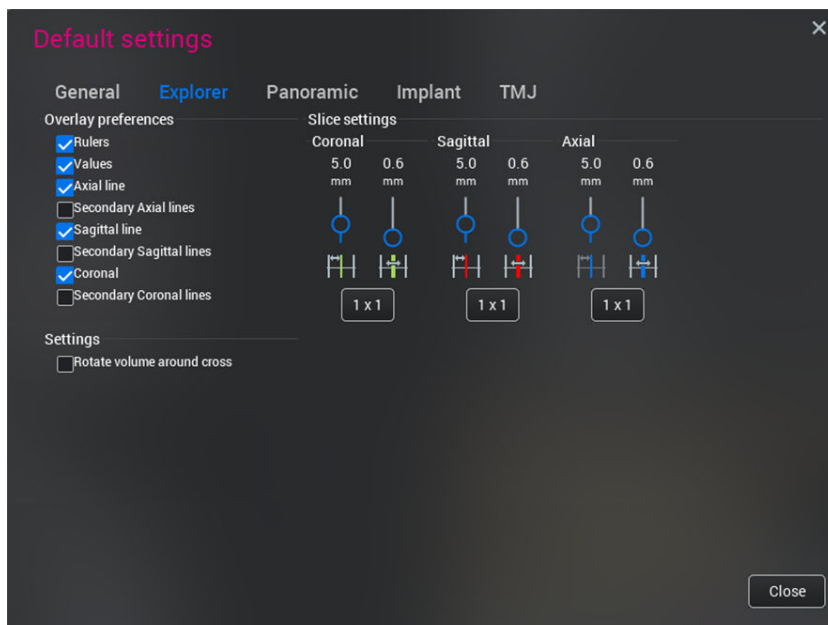 Default settings
General Explorer Panoramic Implant TMJ
Overlay preferences
Rulers
Values
Axial line
Secondary Axial lines
Sagittal line
Secondary Sagittal lines
Coronal
Secondary Coronal lines
Settings
Rotate volume around cross
Slice settings
Coronal Sagittal Axial
5.0 0.6 5.0 0.6 5.0 0.6
mm mm mm mm mm mm
1 x 1 1 x 1 1 x 1
Close